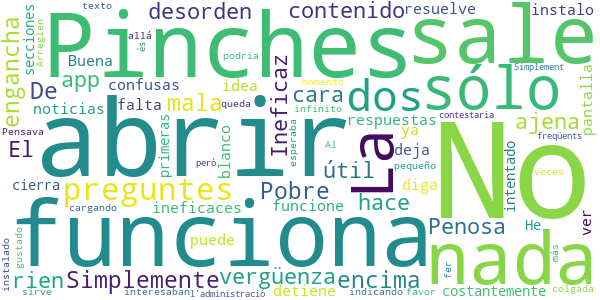 texto
allá
és
Arreglen
secciones
engancha
desorden
contenido
resuelve
instalo
Pinches
sale
Buena
app
confusas
idea
cara
Ineficaz
dos
sólo
pantalla
De
noticias
falta
mala
respuestas
ajena
El
Pensava
queda
podria
momento
infinito
Simplement
contestaria
freqüents
abrir
La
No
primeras
però
blanco
esperaba
Al
ya
deja
pequeño
intentado
veces
cierra
preguntes
útil
diga
Pobre
hace
ineficaces
funcione
He
ver
funciona
cargando
puede
Penosa
nada
rien
Simplemente
vergüenza
encima
costantemente
instalado
gustado
detiene
fer
más
colgada
sirve
interesaban
l'administració
indicando
favor